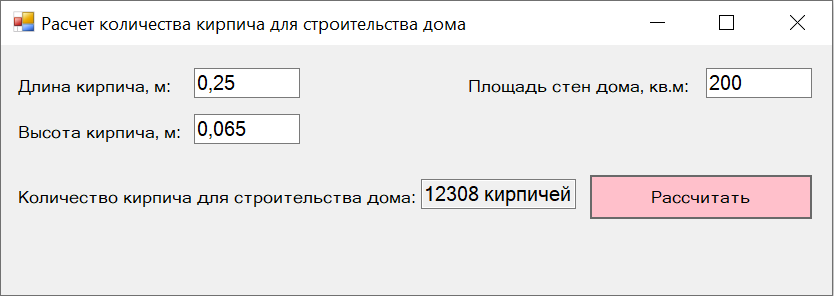 Расчет количества кирпича для строительства дома
Длина кирпича, м: 0,25 Площадь стен дома, кв.м: 200
Высота кирпича, м: 0,065
Количество кирпича для строительства дома: 12308 кирпичей Рассчитать